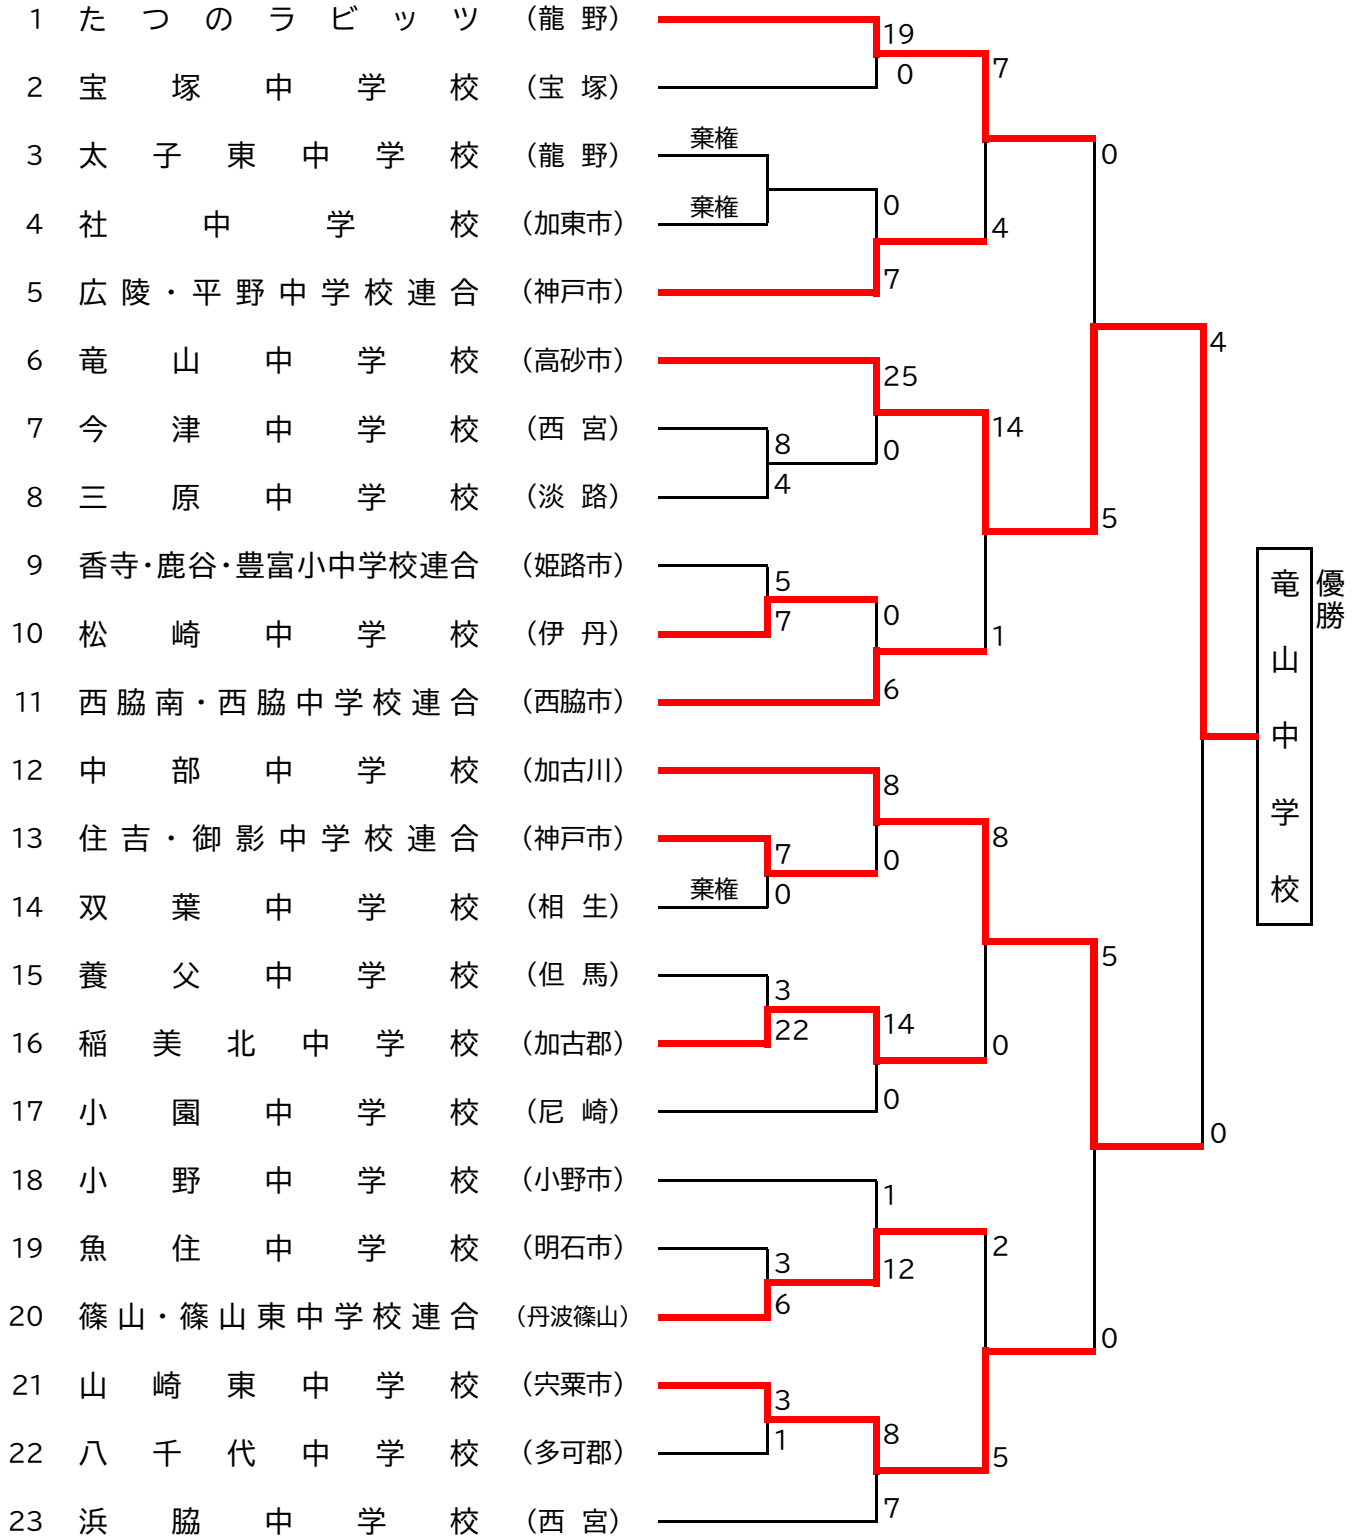 1 たつのラビッツ （龍 野）
2 宝塚中学校 （宝 塚）
3 太子東中学校 （龍 野）
4 社中学校 （加東市）
5 広陵・平野中学校連合 （神戸市）
6 竜山中学校 （高砂市）
7 今津中学校 （西 宮）
8 三原中学校 （淡 路）
9 香寺・鹿谷・豊富小中学校連合 （姫路市）
10 松崎中学校 （伊 丹）
11 西脇南・西脇中学校連合 （西脇市）
12 中部中学校 （加古川）
13 住吉・御影中学校連合 （神戸市）
14 双葉中学校 （相 生）
15 養父中学校 （但 馬）
16 稲美北中学校 （加古郡）
17 小園中学校 （尼 崎）
18 小野中学校 （小野市）
19 魚住中学校 （明石市）
20 篠山・篠山東中学校連合 （丹波篠山）
21 山崎東中学校 （宍粟市）
22 八千代中学校 （多可郡）
23 浜脇中学校 （西 宮）
棄権
棄権
8
4
5
7
7
棄権
0
3
22
3
6
3
1
19
0
0
7
25
0
0
6
8
0
14
0
1
12
8
7
7
4
14
1
8
0
2
5
0
5
5
0
4
0
竜山中学校
優勝